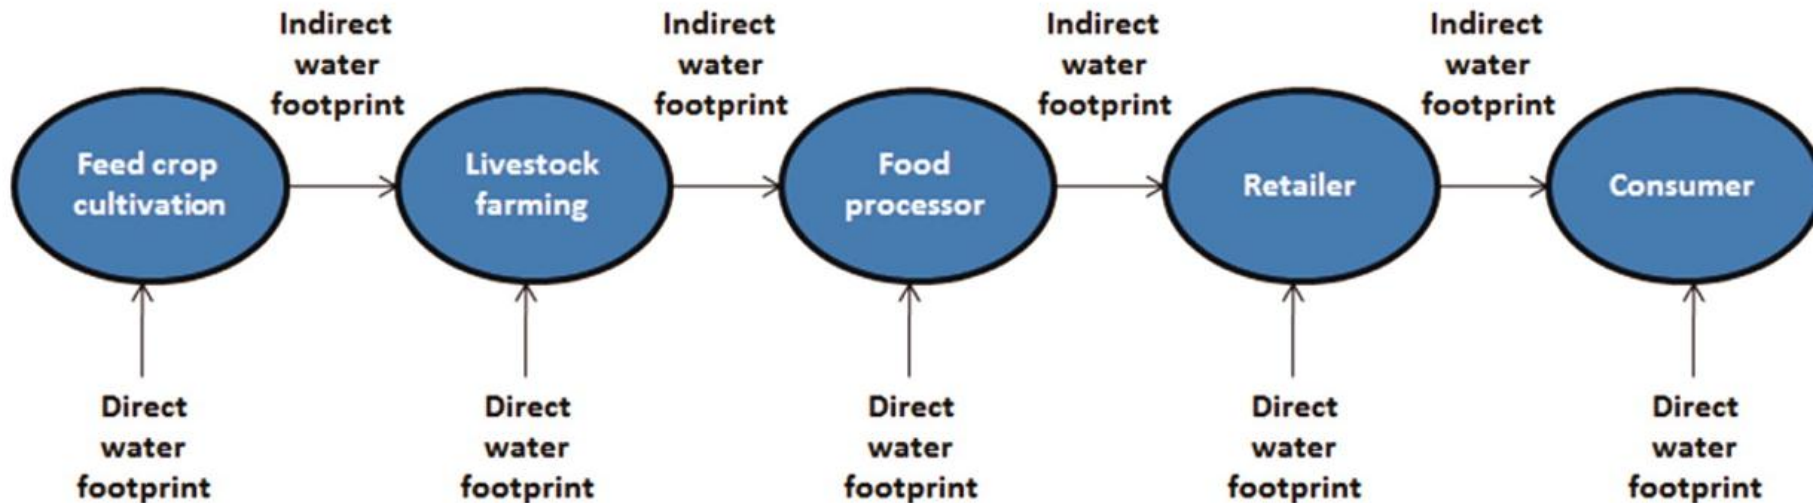 Indirect
water
footprint
Indirect
water
footprint
Indirect
water
footprint
Indirect
water
footprint
Feed crop
cultivation
Livestock
farming
Food
processor
Retailer
Consumer
Direct
water
footprint
Direct
water
footprint
Direct
water
footprint
Direct
water
footprint
Direct
water
footprint